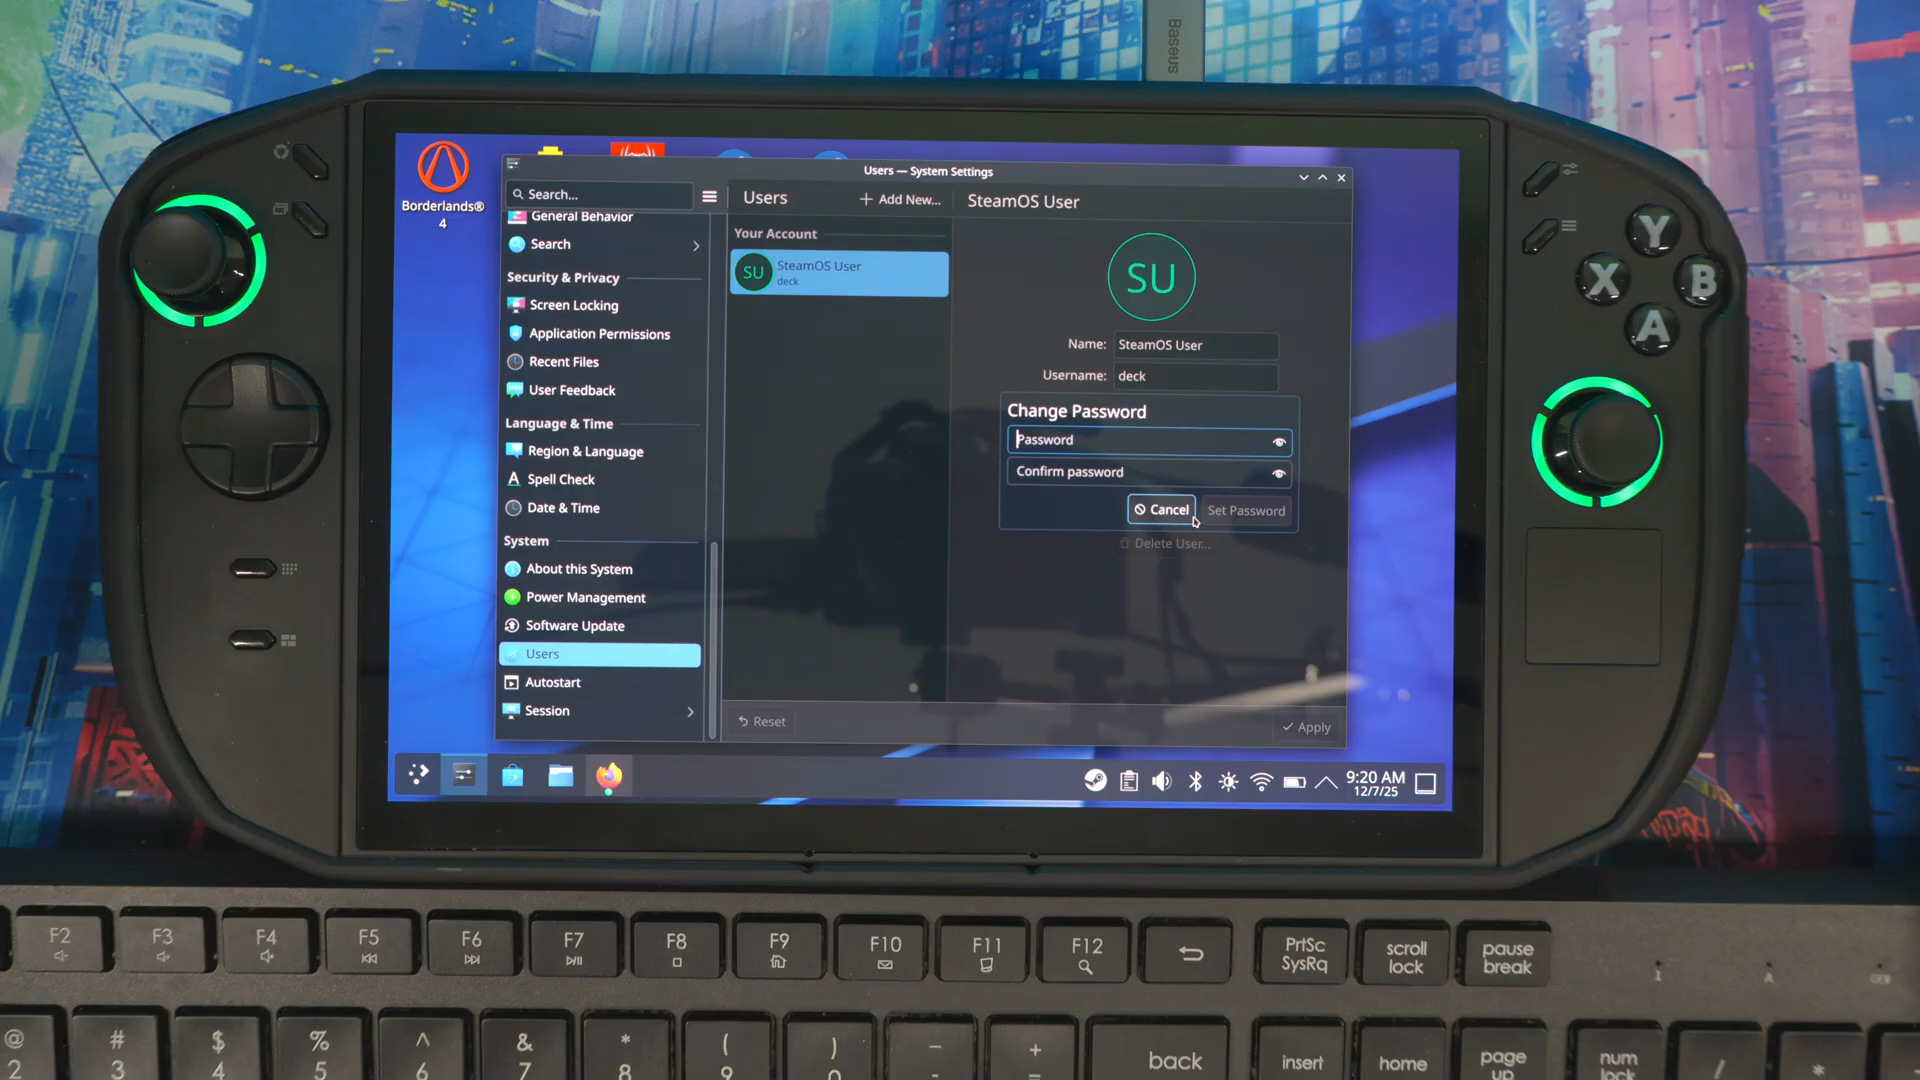 Baseus
Borderlands®
4
Users — System Settings
Search...
General Behavior
Search
Security & Privacy
Screen Locking
Application Permissions
Recent Files
User Feedback
Language & Time
Region & Language
Spell Check
Date & Time
System
About this System
Power Management
Software Update
Users
Autostart
Session
Users
Add New...
Your Account
SU
SteamOS User
deck
Reset
SteamOS User
SU
Name: SteamOS User
Username: deck
Change Password
Password
Confirm password
Cancel
Set Password
Delete User...
Apply
9:20 AM
12/7/25
Y
X
B
A
F2
F3
F4
F5
F6
F7
F8
F9
F10
F11
F12
PrtSc
SysRq
scroll
lock
pause
break
1
A
@
2
#
3
$
4
%
5
^
6
&
7
*
8
(
9
)
0
-
+
=
back
insert
home
page
up
num
lock
/
*